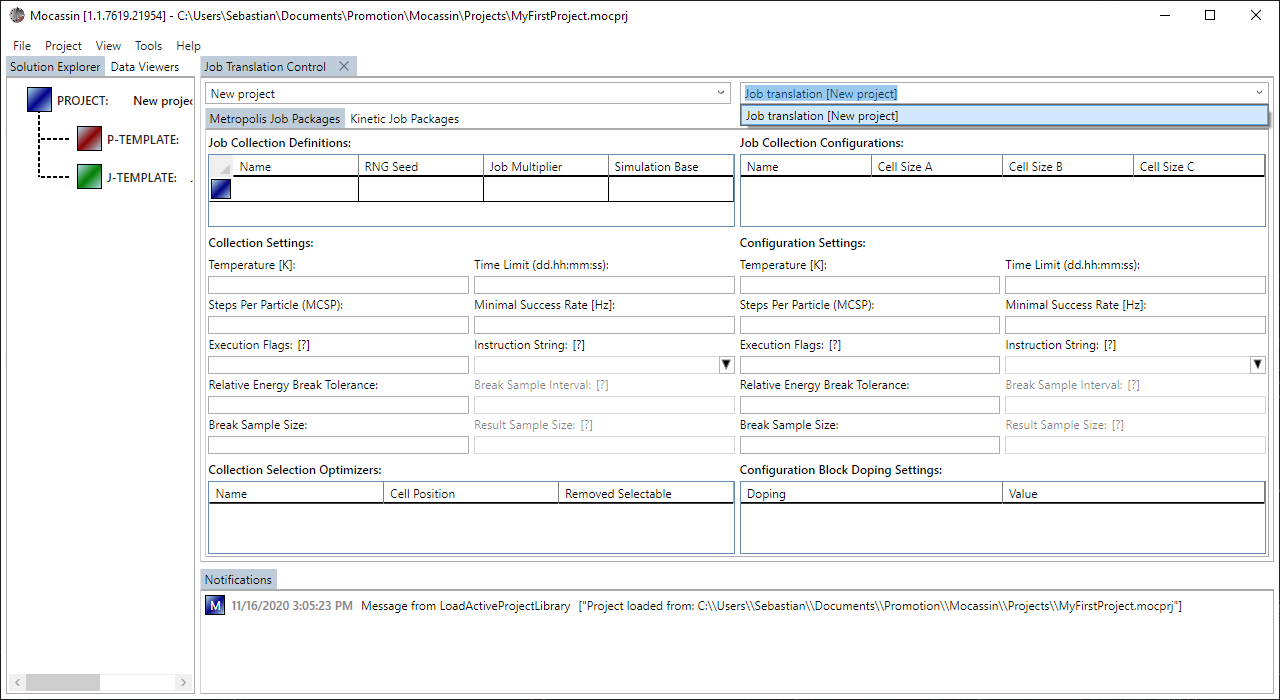 Mocassin [1.1.7619.21954] - C:\Users\Sebastian\Documents\Promotion\Mocassin\Projects\MyFirstProject.mocprj
File Project View Tools Help
Solution Explorer Data Viewers Job Translation Control
PROJECT: New projec
P-TEMPLATE:
J-TEMPLATE: .
New project Job translation [New project]
Job translation [New project]
Metropolis Job Packages Kinetic Job Packages
Job Collection Definitions: Job Collection Configurations:
Name RNG Seed Job Multiplier Simulation Base Name Cell Size A Cell Size B Cell Size C
Collection Settings: Configuration Settings:
Temperature [K]: Time Limit (dd.hh:mm:ss): Temperature [K]: Time Limit (dd.hh:mm:ss):
Steps Per Particle (MCSP): Minimal Success Rate [Hz]: Steps Per Particle (MCSP): Minimal Success Rate [Hz]:
Execution Flags: [?] Instruction String: [?] Execution Flags: [?] Instruction String: [?]
Relative Energy Break Tolerance: Break Sample Interval: [?] Relative Energy Break Tolerance: Break Sample Interval: [?]
Break Sample Size: Result Sample Size: [?] Break Sample Size: Result Sample Size: [?]
Collection Selection Optimizers: Configuration Block Doping Settings:
Name Cell Position Removed Selectable Doping Value
Notifications
M 11/16/2020 3:05:23 PM Message from LoadActiveProjectLibrary ["Project loaded from: C:\\Users\\Sebastian\\Documents\\Promotion\\Mocassin\\Projects\\MyFirstProject.mocprj"]